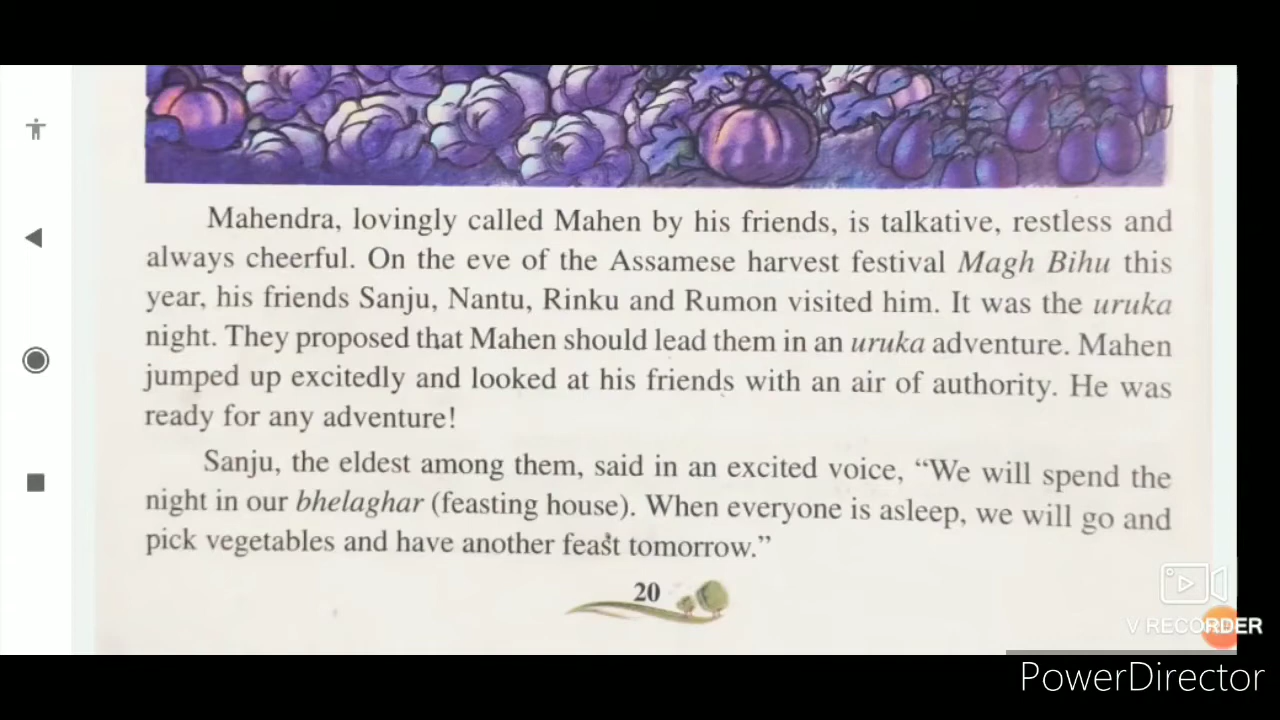 Mahendra, lovingly called Mahen by his friends, is talkative, restless and
always cheerful. On the eve of the Assamese harvest festival Magh Bihu this
year, his friends Sanju, Nantu, Rinku and Rumon visited him. It was the uruka
night. They proposed that Mahen should lead them in an uruka adventure. Mahen
jumped up excitedly and looked at his friends with an air of authority. He was
ready for any adventure!
Sanju, the eldest among them, said in an excited voice, “We will spend the
night in our bhelaghar (feasting house). When everyone is asleep, we will go and
pick vegetables and have another feast tomorrow.”
20
V RECORDER
PowerDirector